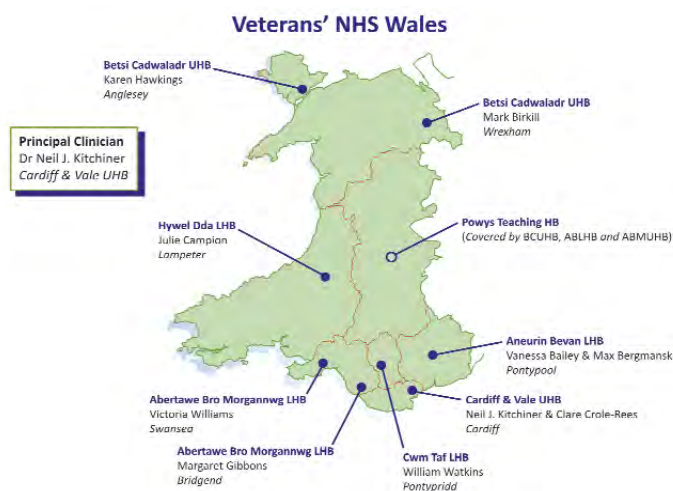 Veterans' NHS Wales
Betsi Cadwaladr UHB
Karen Hawkings
Anglesey
Betsi Cadwaladr UHB
Mark Birkill
Wrexham
Principal Clinician
Dr Neil J. Kitchiner
Cardiff & Vale UHB
Hywel Dda LHB
Julie Campion
Lampeter
Powys Teaching HB
(Covered by BCUHB, ABLHB and ABMUHB)
Aneurin Bevan LHB
Vanessa Bailey & Max Bergmansk
Pontypool
Abertawe Bro Morgannwg LHB
Victoria Williams
Swansea
Cardiff & Vale UHB
Neil J. Kitchiner & Clare Crole-Rees
Cardiff
Abertawe Bro Morgannwg LHB
Margaret Gibbons
Bridgend
Cwm Taf LHB
William Watkins
Pontypridd